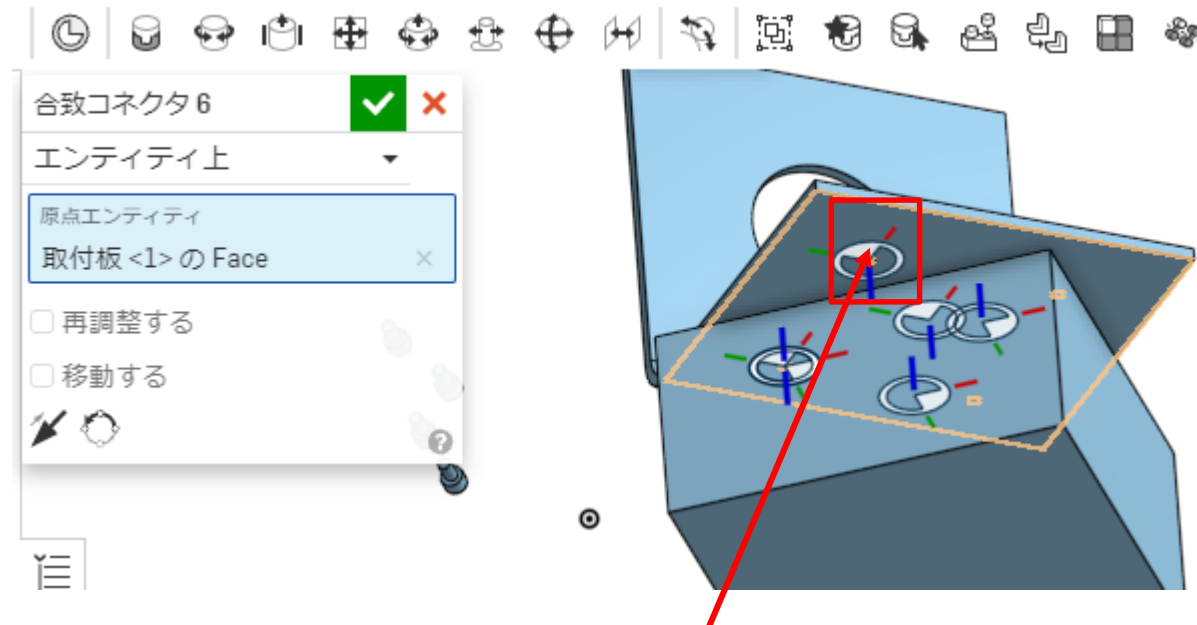 合致コネクタ 6
エンティティ上
原点エンティティ
取付板 <1> の Face
再調整する
移動する